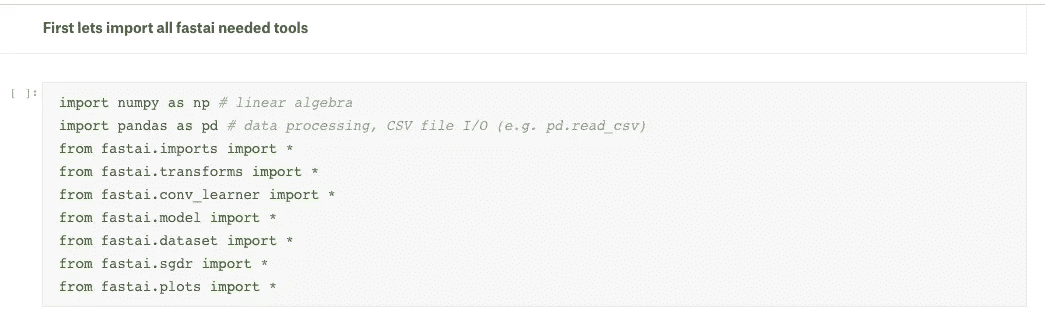 First lets import all fastai needed tools
[ ]:
import numpy as np # linear algebra
import pandas as pd # data processing, CSV file I/O (e.g. pd.read_csv)
from fastai.imports import *
from fastai.transforms import *
from fastai.conv_learner import *
from fastai.model import *
from fastai.dataset import *
from fastai.sgdr import *
from fastai.plots import *